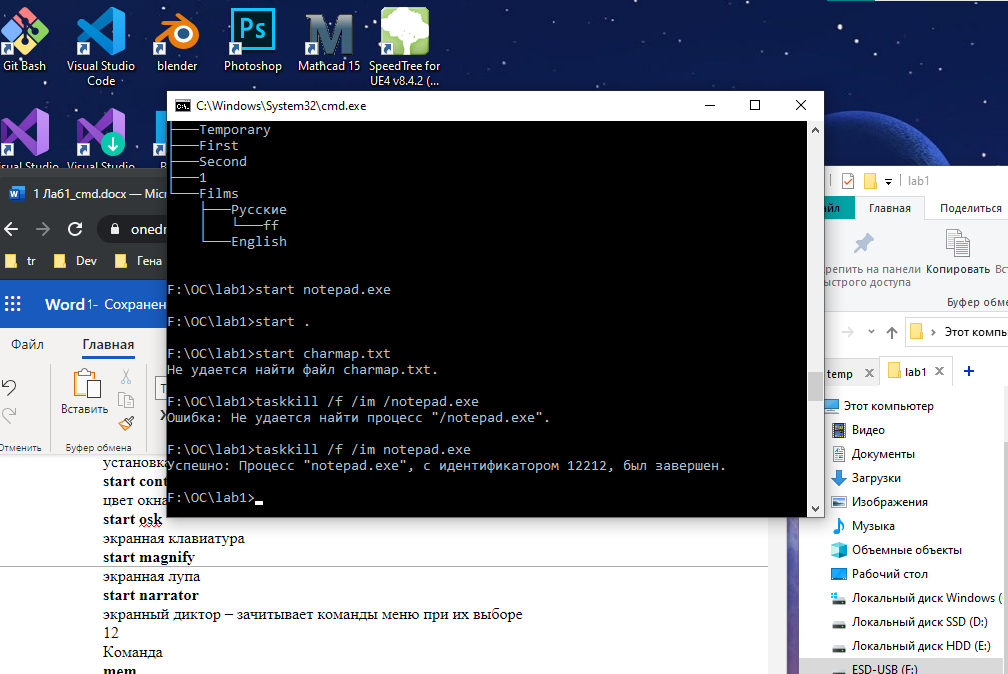 Git Bash
Visual Studio
Code
blender
Photoshop
Mathcad 15
SpeedTree for
UE4 v8.4.2 (...
Visual Studio
C:\Windows\System32\cmd.exe
├───Temporary
├───First
├───Second
├───1
└───Films
├───Русские
│ └───ff
└───English
F:\OC\lab1>start notepad.exe
F:\OC\lab1>start .
F:\OC\lab1>start charmap.txt
Не удается найти файл charmap.txt.
F:\OC\lab1>taskkill /f /im /notepad.exe
Ошибка: Не удается найти процесс "/notepad.exe".
F:\OC\lab1>taskkill /f /im notepad.exe
Успешно: Процесс "notepad.exe", с идентификатором 12212, был завершен.
F:\OC\lab1>
1 Лаб1_cmd.docx — Micr
onedr
tr
Dev
Гена
Word
1- Сохранен
Файл
Главная
Вставить
Отменить
Буфер обмена
установка
start cont
цвет окна
start osk
экранная клавиатура
start magnify
экранная лупа
start narrator
экранный диктор – зачитывает команды меню при их выборе
12
Команда
mem
lab1
йл
Главная
Поделиться
репить на панели
ыстрого доступа
Копировать
Вст
Буфер обме
Этот компь
temp
lab1
Этот компьютер
Видео
Документы
Загрузки
Изображения
Музыка
Объемные объекты
Рабочий стол
Локальный диск Windows (
Локальный диск SSD (D:)
Локальный диск HDD (E:)
ESD-USB (F:)